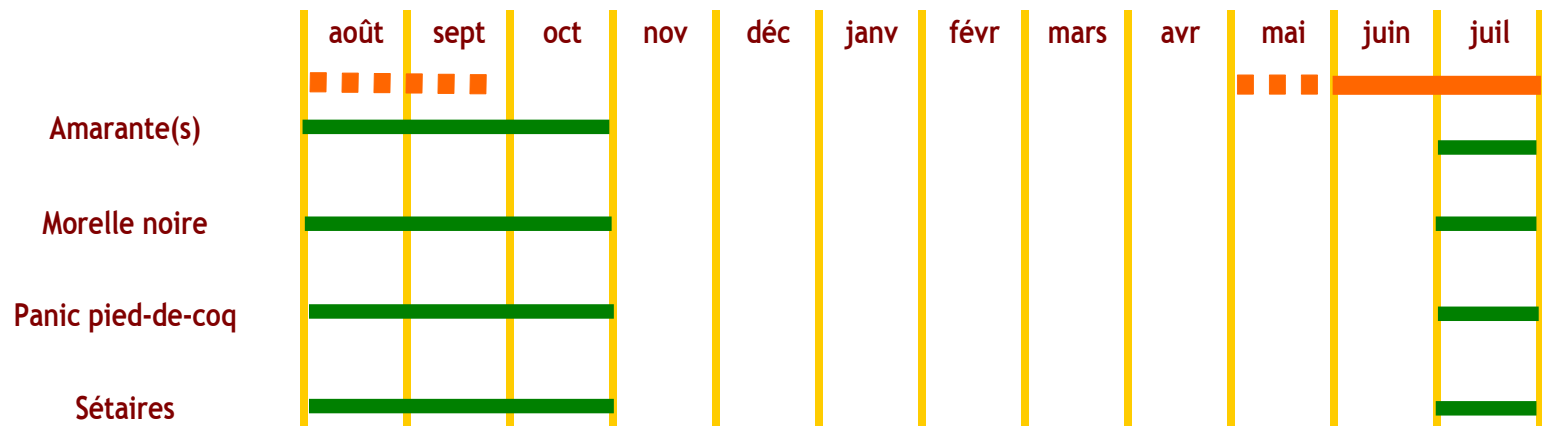 août sept oct nov déc janv févr mars avr mai juin juil
Amarante(s)
Morelle noire
Panic pied-de-coq
Sétaires